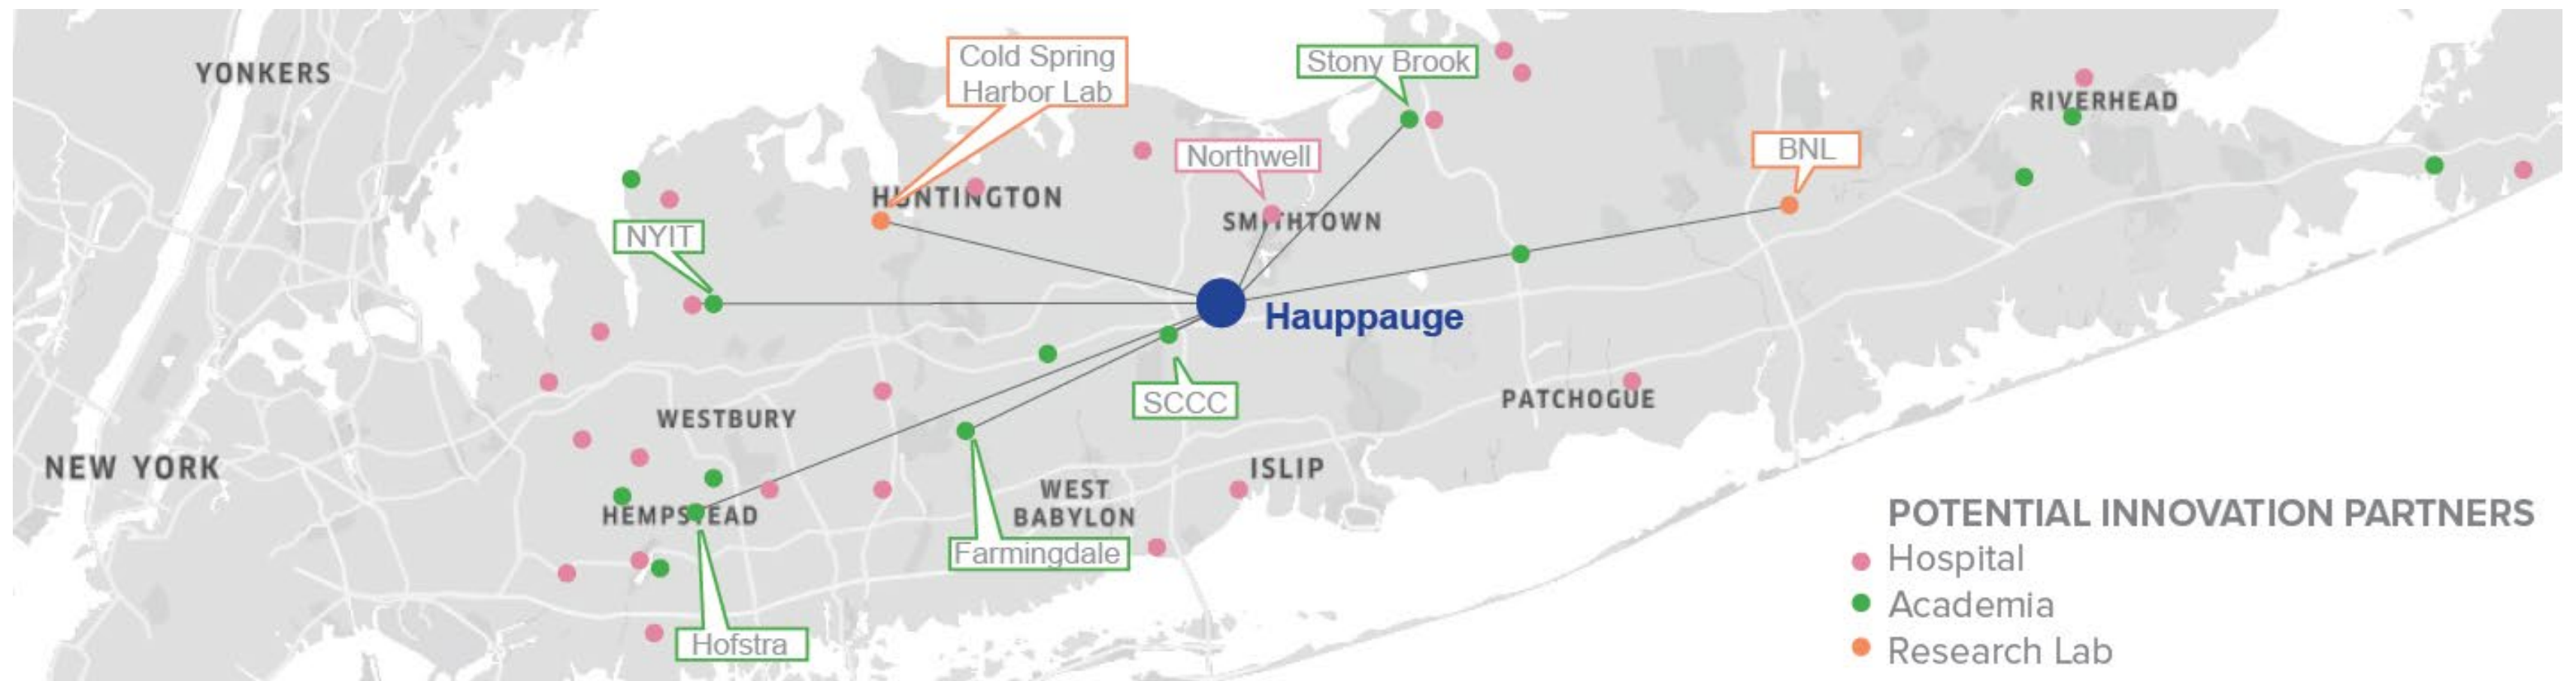 YONKERS
Cold Spring
Harbor Lab
Stony Brook
RIVERHEAD
Northwell
BNL
HUNTINGTON
SMITHTOWN
NYIT
Hauppauge
SCCC
PATCHOGUE
WESTBURY
NEW YORK
ISLIP
WEST
BABYLON
HEMPSTEAD
Farmingdale
Hofstra
POTENTIAL INNOVATION PARTNERS
Hospital
Academia
Research Lab